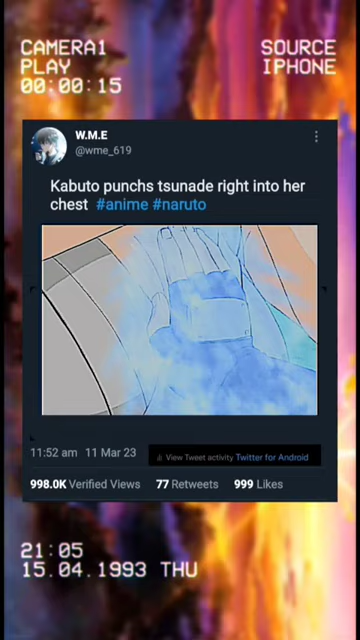 CAMERA1
PLAY
00:00:15
SOURCE
IPHONE
W.M.E
@wme_619
Kabuto punchs tsunade right into her
chest #anime #naruto
11:52 am 11 Mar 23
View Tweet activity Twitter for Android
998.0K Verified Views 77 Retweets 999 Likes
21:05
15.04.1993 THU